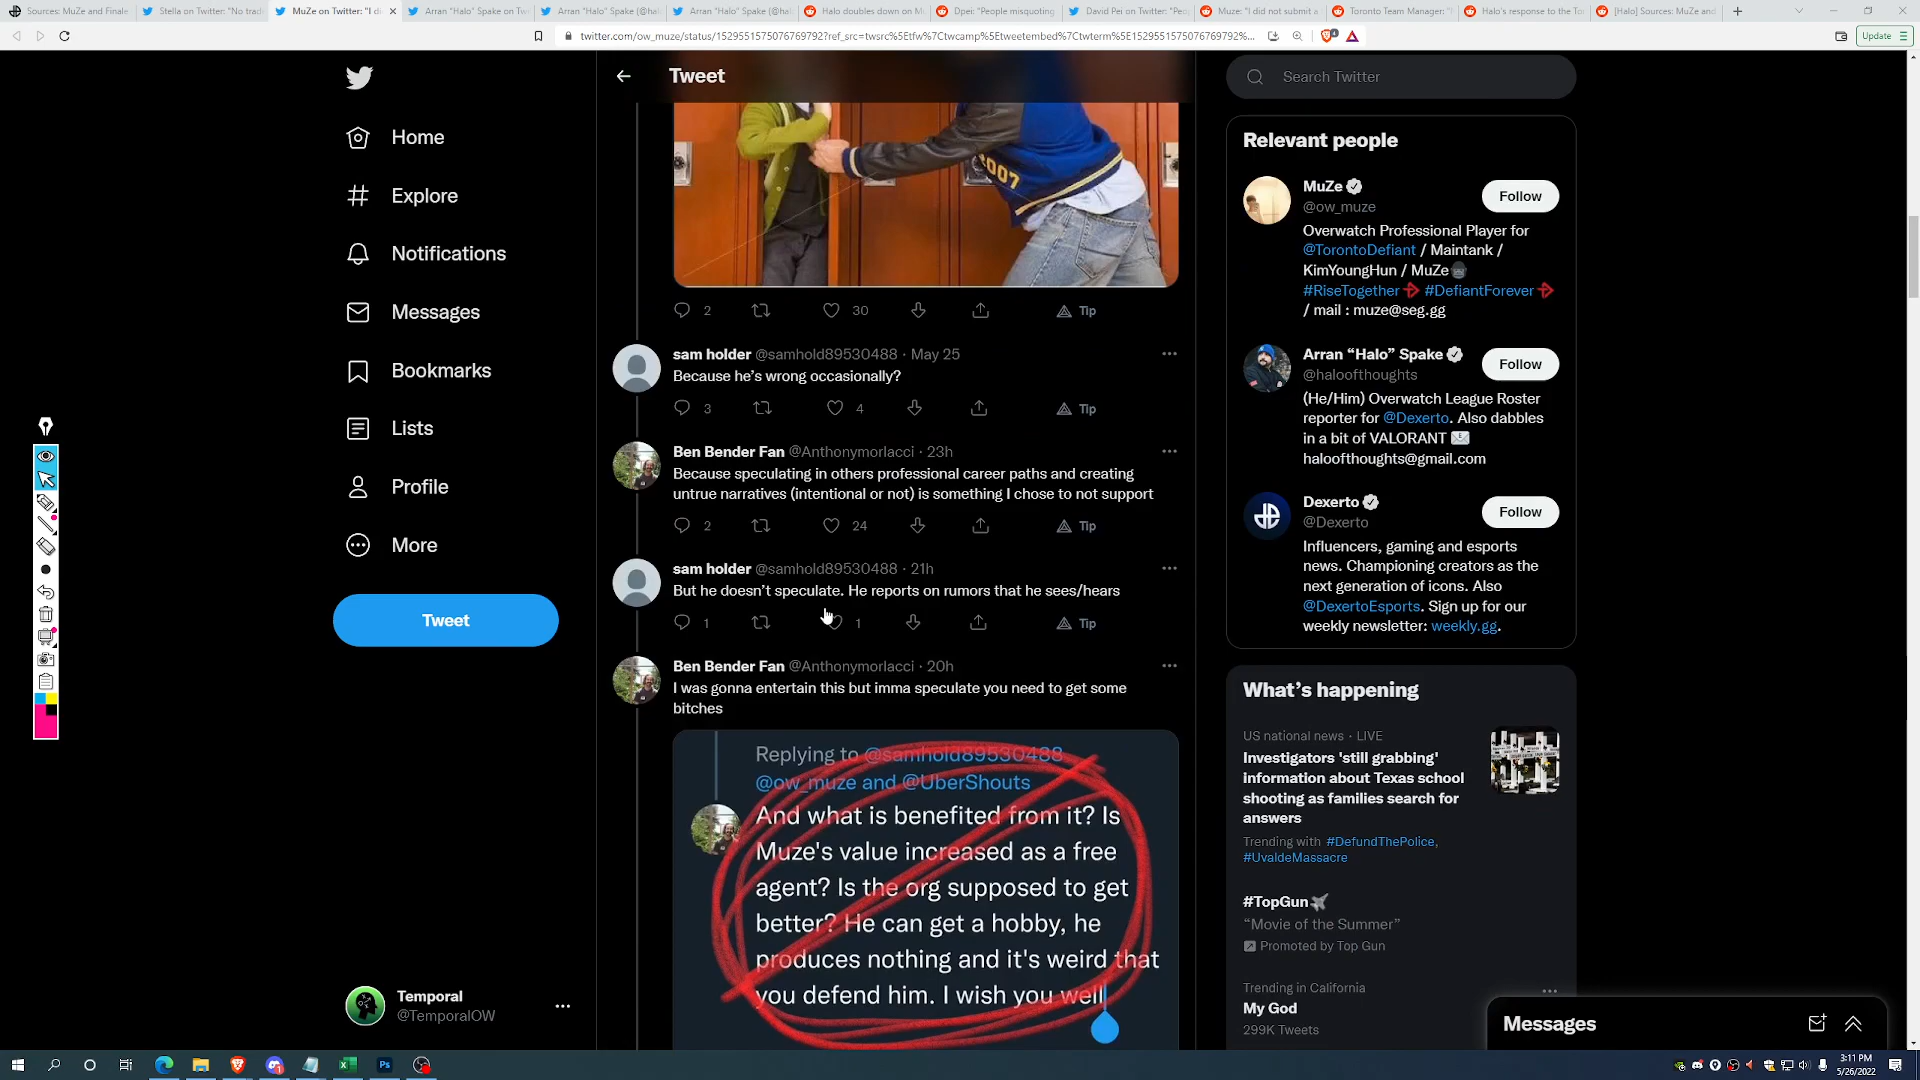 Sources: MuZe and Finale
Stella on Twitter: "No tradi
MuZe on Twitter: "I di
Arran "Halo" Spake on Twi
Arran "Halo" Spake (@hal
Arran "Halo" Spake (@hal
Halo doubles down on Mu
Dpei: "People misquoting
David Pei on Twitter: "Peop
Muze: "I did not submit a
Toronto Team Manager: "
Halo's response to the To
[Halo] Sources: MuZe and
twitter.com/ow_muze/status/1529551575076769792?ref_src=twsrc%5Etfw%7Ctwcamp%5Etweetembed%7Ctwterm%5E1529551575076769792%...
Update
Home
Explore
Notifications
Messages
Bookmarks
Lists
Profile
More
Tweet
Temporal
@TemporalOW
Tweet
2007
2 30 Tip
sam holder @samhold89530488 · May 25
Because he's wrong occasionally?
3 4 Tip
Ben Bender Fan @Anthonymorlacci · 23h
Because speculating in others professional career paths and creating
untrue narratives (intentional or not) is something I chose to not support
2 24 Tip
sam holder @samhold89530488 · 21h
But he doesn't speculate. He reports on rumors that he sees/hears
1 1 Tip
Ben Bender Fan @Anthonymorlacci · 20h
I was gonna entertain this but imma speculate you need to get some
bitches
Replying to @samhold89530488
@ow_muze and @UberShouts
And what is benefited from it? Is
Muze's value increased as a free
agent? Is the org supposed to get
better? He can get a hobby, he
produces nothing and it's weird that
you defend him. I wish you well
Search Twitter
Relevant people
MuZe
@ow_muze
Follow
Overwatch Professional Player for
@TorontoDefiant / Maintank /
KimYoungHun / MuZe
#RiseTogether #DefiantForever
/ mail : muze@seg.gg
Arran “Halo” Spake
@haloofthoughts
Follow
(He/Him) Overwatch League Roster
reporter for @Dexerto. Also dabbles
in a bit of VALORANT
haloofthoughts@gmail.com
Dexerto
@Dexerto
Follow
Influencers, gaming and esports
news. Championing creators as the
next generation of icons. Also
@DexertoEsports. Sign up for our
weekly newsletter: weekly.gg.
What's happening
US national news · LIVE
Investigators 'still grabbing'
information about Texas school
shooting as families search for
answers
Trending with #DefundThePolice,
#UvaldeMassacre
#TopGun
“Movie of the Summer”
Promoted by Top Gun
Trending in California
My God
299K Tweets
Messages
3:11 PM
5/26/2022